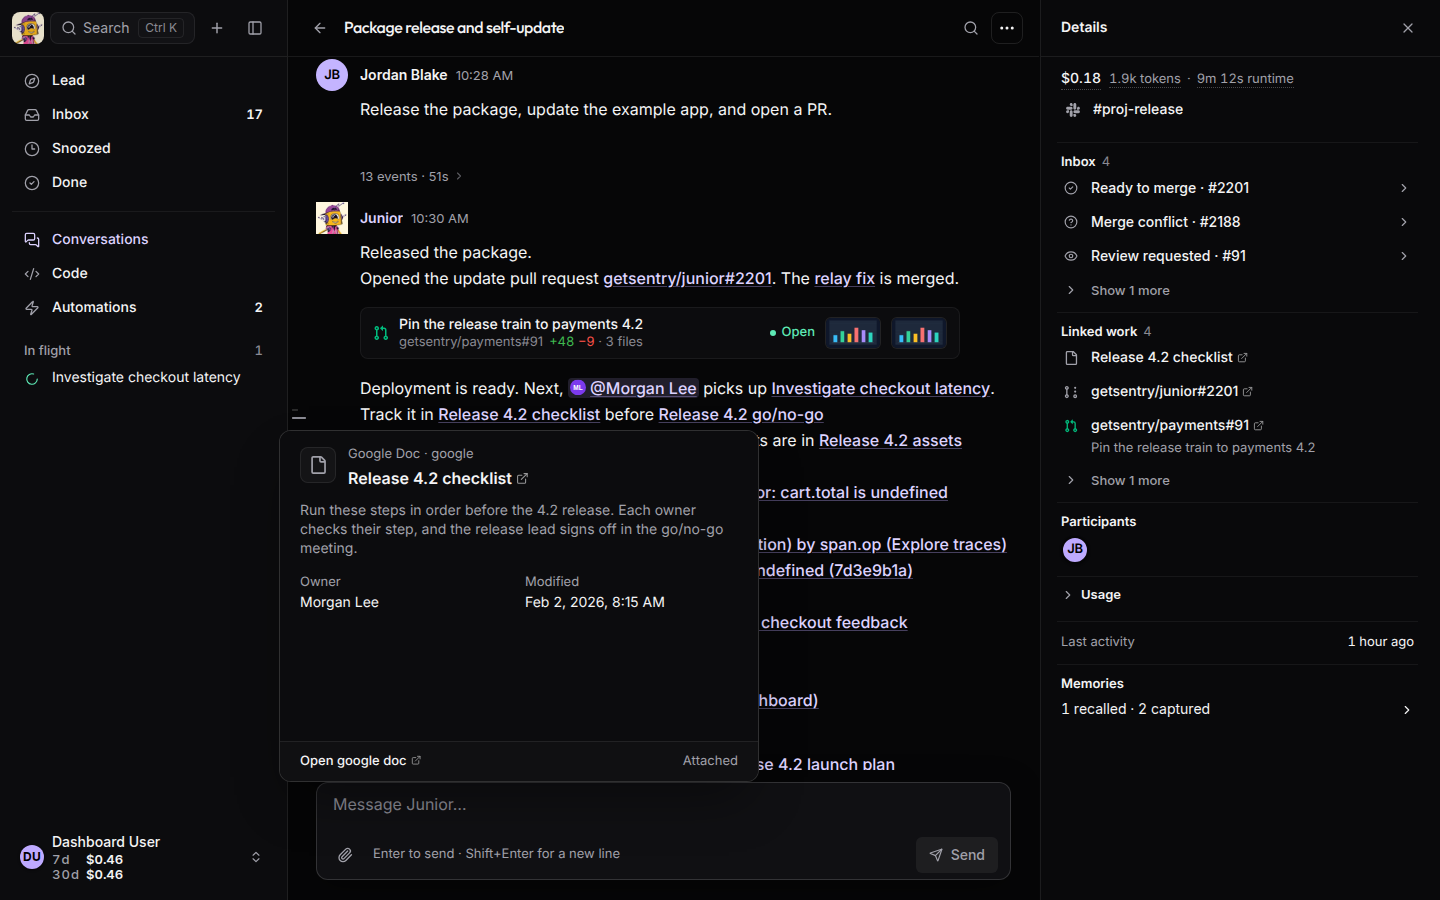 Search Ctrl K
Lead
Inbox 17
Snoozed
Done
Conversations
Code
Automations 2
In flight 1
Investigate checkout latency
DU
Dashboard User
7d $0.46
30d $0.46
Package release and self-update
JB Jordan Blake 10:28 AM
Release the package, update the example app, and open a PR.
13 events · 51s
Junior 10:30 AM
Released the package.
Opened the update pull request getsentry/junior#2201. The relay fix is merged.
Pin the release train to payments 4.2
getsentry/payments#91 +48 −9 · 3 files
Open
Deployment is ready. Next, ML @Morgan Lee picks up Investigate checkout latency.
Track it in Release 4.2 checklist before Release 4.2 go/no-go
s are in Release 4.2 assets
or: cart.total is undefined
tion) by span.op (Explore traces)
ndefined (7d3e9b1a)
checkout feedback
hboard)
se 4.2 launch plan
Google Doc · google
Release 4.2 checklist
Run these steps in order before the 4.2 release. Each owner
checks their step, and the release lead signs off in the go/no-go
meeting.
Owner Modified
Morgan Lee Feb 2, 2026, 8:15 AM
Open google doc Attached
Message Junior...
Enter to send · Shift+Enter for a new line
Send
Details
$0.18 1.9k tokens · 9m 12s runtime
#proj-release
Inbox 4
Ready to merge · #2201
Merge conflict · #2188
Review requested · #91
Show 1 more
Linked work 4
Release 4.2 checklist
getsentry/junior#2201
getsentry/payments#91
Pin the release train to payments 4.2
Show 1 more
Participants
JB
Usage
Last activity 1 hour ago
Memories
1 recalled · 2 captured